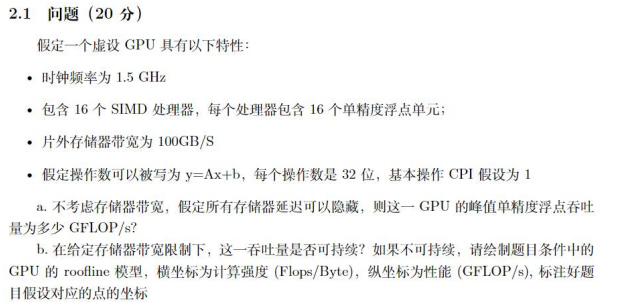 2.1 问题（20 分）
假定一个虚设 GPU 具有以下特性：
• 时钟频率为 1.5 GHz
• 包含 16 个 SIMD 处理器，每个处理器包含 16 个单精度浮点单元；
• 片外存储器带宽为 100GB/S
• 假定操作数可以被写为 y=Ax+b，每个操作数是 32 位，基本操作 CPI 假设为 1
a. 不考虑存储器带宽，假定所有存储器延迟可以隐藏，则这一 GPU 的峰值单精度浮点吞吐
量为多少 GFLOP/s?
b. 在给定存储器带宽限制下，这一吞吐量是否可持续？如果不可持续，请绘制题目条件中的
GPU 的 roofline 模型，横坐标为计算强度 (Flops/Byte)，纵坐标为性能 (GFLOP/s), 标注好题
目假设对应的点的坐标